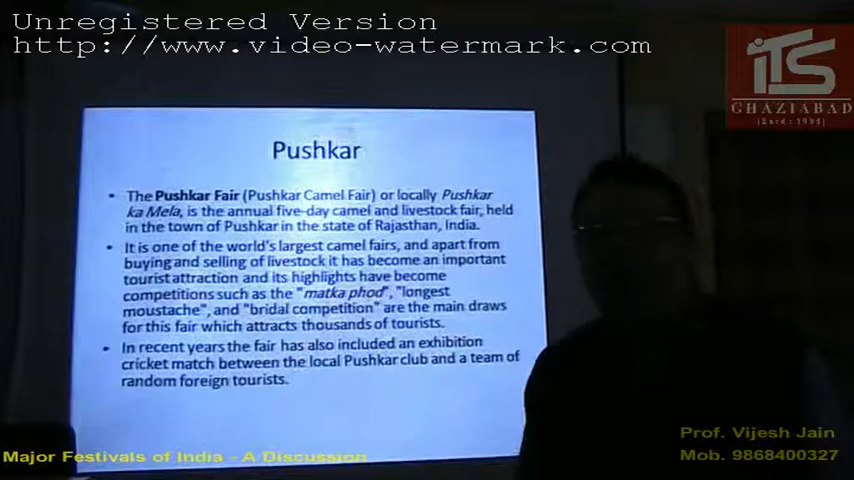 Unregistered Version
http://www.video-watermark.com
iTS
GHAZIABAD
Pushkar
• The Pushkar Fair (Pushkar Camel Fair) or locally Pushkar
ka Mela, is the annual five-day camel and livestock fair, held
in the town of Pushkar in the state of Rajasthan, India.
• It is one of the world's largest camel fairs, and apart from
buying and selling of livestock it has become an important
tourist attraction and its highlights have become
competitions such as the "matka phod", "longest
moustache", and "bridal competition" are the main draws
for this fair which attracts thousands of tourists.
• In recent years the fair has also included an exhibition
cricket match between the local Pushkar club and a team of
random foreign tourists.
Prof. Vijesh Jain
Mob. 9868400327
Major Festivals of India - A Discussion